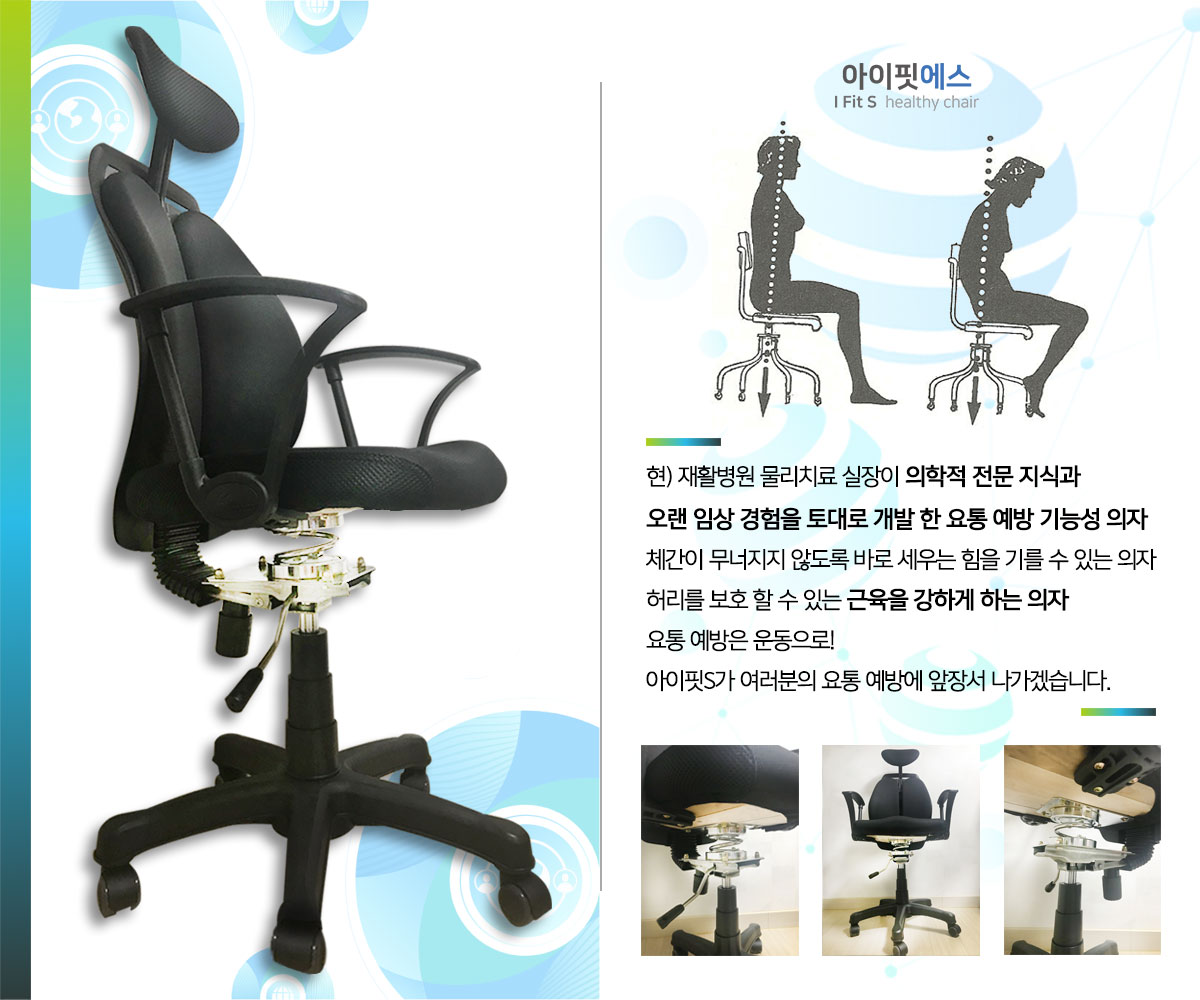 아이핏에스
I Fit S healthy chair
현) 재활병원 물리치료 실장이 의학적 전문 지식과
오랜 임상 경험을 토대로 개발 한 요통 예방 기능성 의자
체간이 무너지지 않도록 바로 세우는 힘을 기를 수 있는 의자
허리를 보호 할 수 있는 근육을 강하게 하는 의자
요통 예방은 운동으로!
아이핏S가 여러분의 요통 예방에 앞장서 나가겠습니다.